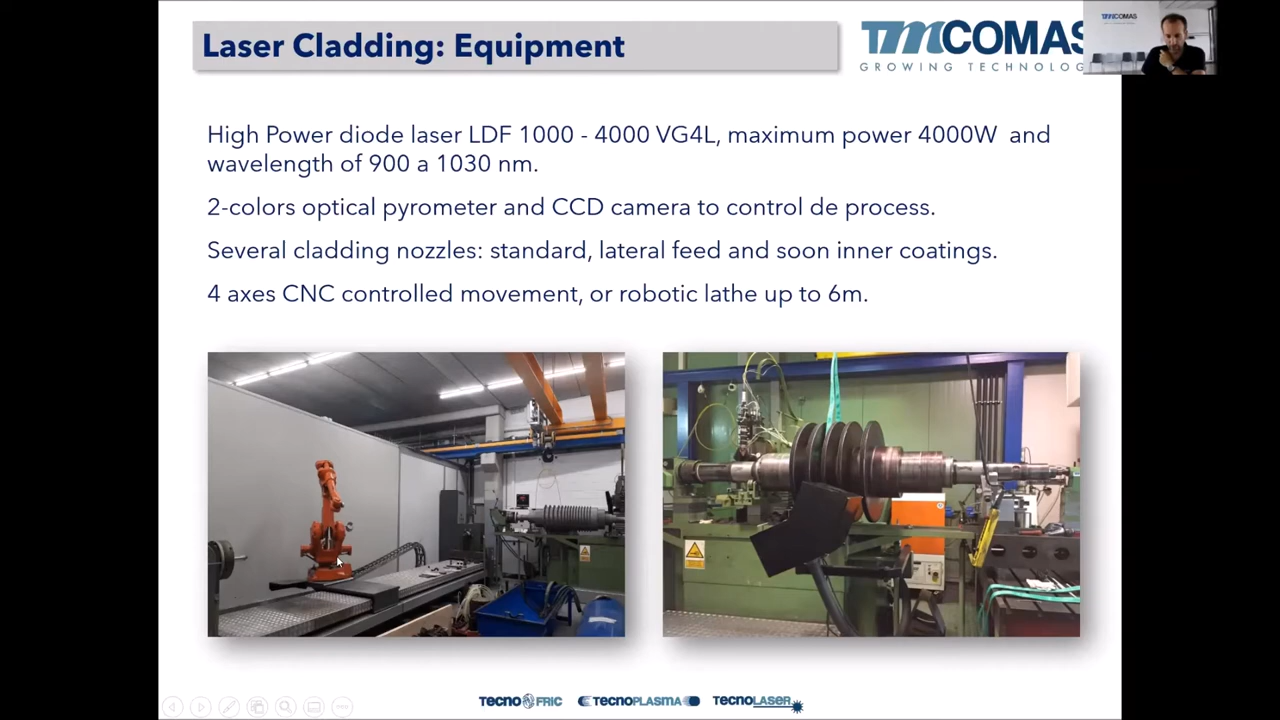 Laser Cladding: Equipment
TMCOMAS
GROWING TECHNOLOG
TMCOMAS
High Power diode laser LDF 1000 - 4000 VG4L, maximum power 4000W and
wavelength of 900 a 1030 nm.
2-colors optical pyrometer and CCD camera to control de process.
Several cladding nozzles: standard, lateral feed and soon inner coatings.
4 axes CNC controlled movement, or robotic lathe up to 6m.
TECNOFRIC
TECNOPLASMA
TECNOLASER